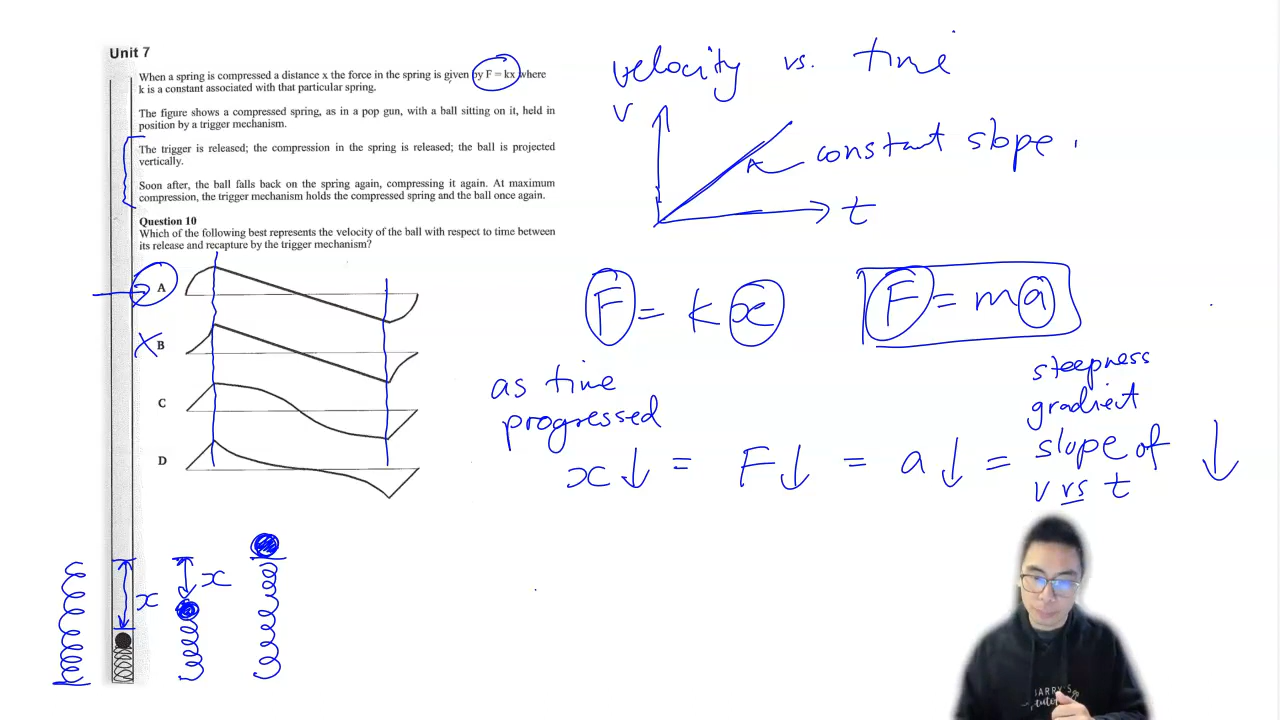 Unit 7
When a spring is compressed a distance x the force in the spring is given by F = kx where
k is a constant associated with that particular spring.
The figure shows a compressed spring, as in a pop gun, with a ball sitting on it, held in
position by a trigger mechanism.
The trigger is released; the compression in the spring is released; the ball is projected
vertically.
Soon after, the ball falls back on the spring again, compressing it again. At maximum
compression, the trigger mechanism holds the compressed spring and the ball once again.
Question 10
Which of the following best represents the velocity of the ball with respect to time between
its release and recapture by the trigger mechanism?
A
X B
C
D
x
x
velocity vs. time
v
constant slope
t
F = kx
F = ma
as time
progressed
steepness
gradient
x↓ = F↓ = a↓ = slope of ↓
v vs t
HARRY'S
tutor